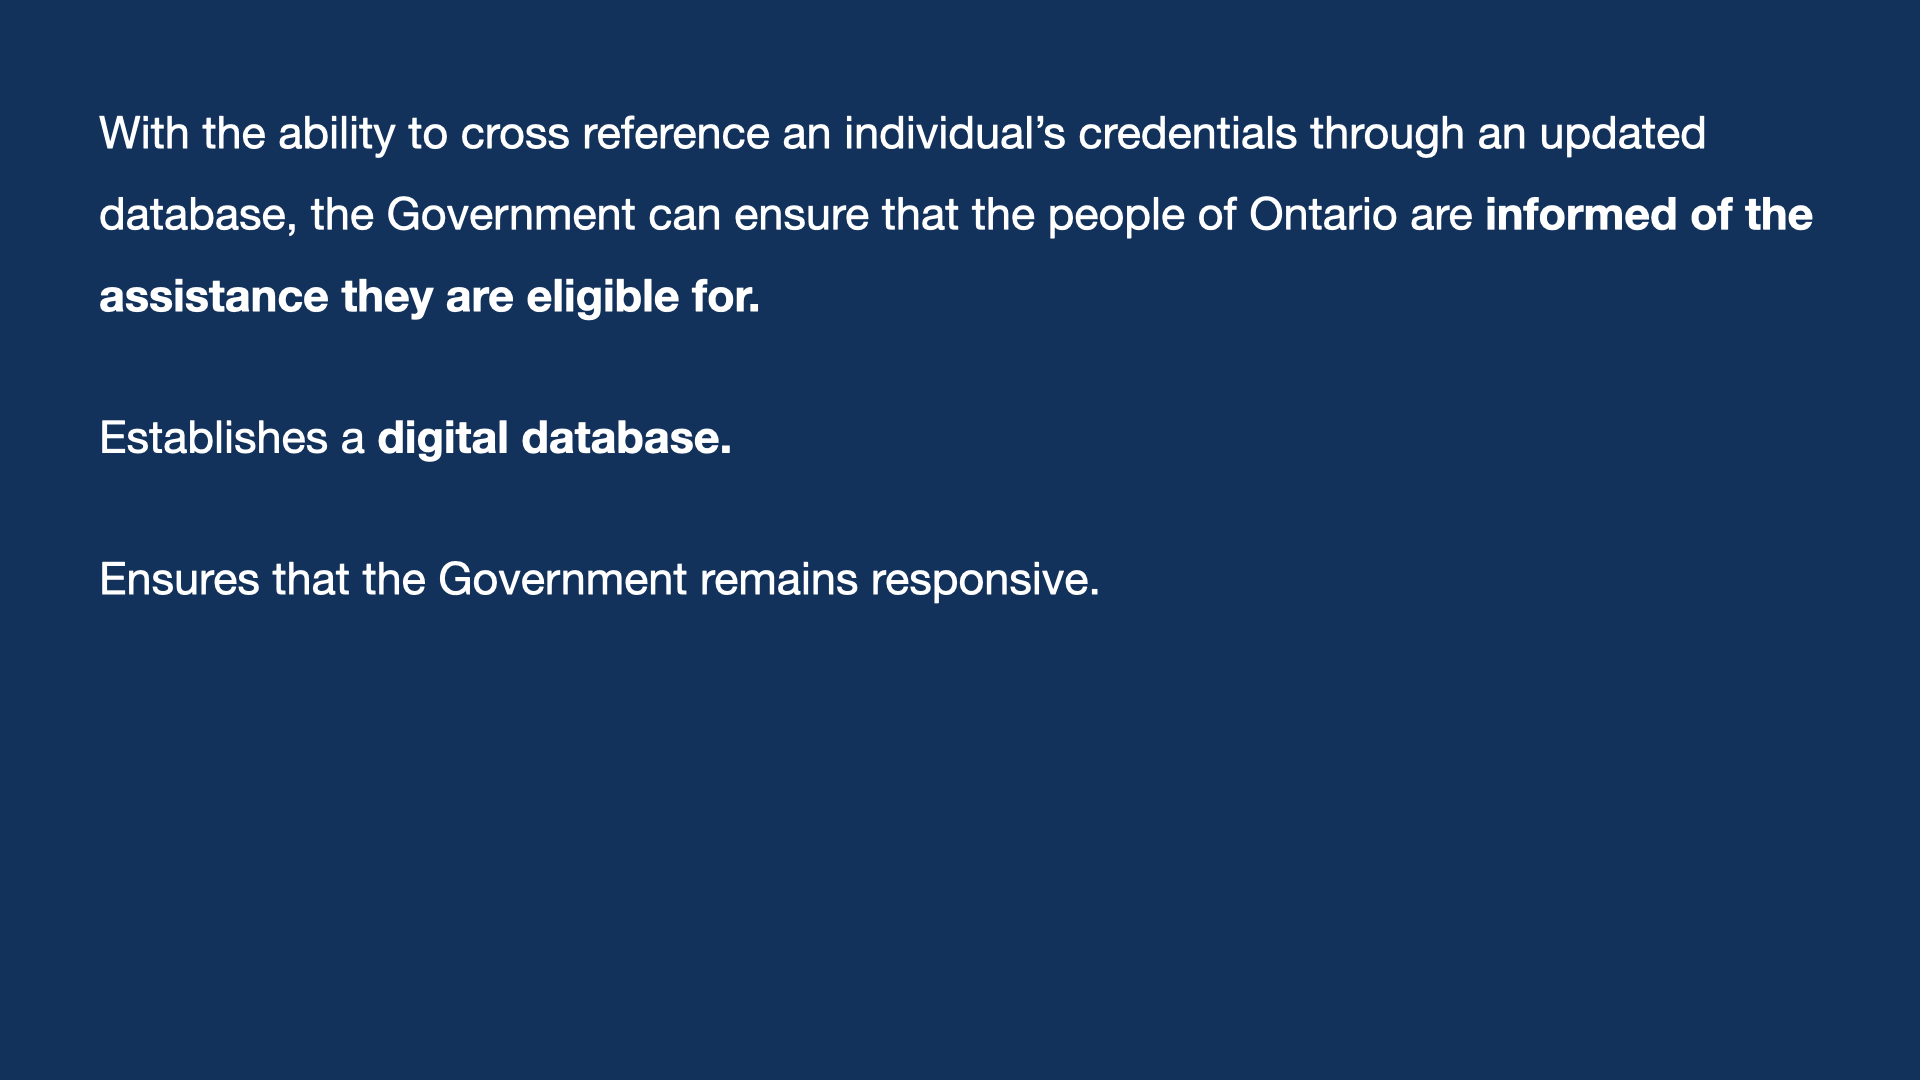 With the ability to cross reference an individual’s credentials through an updated
database, the Government can ensure that the people of Ontario are informed of the
assistance they are eligible for.
Establishes a digital database.
Ensures that the Government remains responsive.